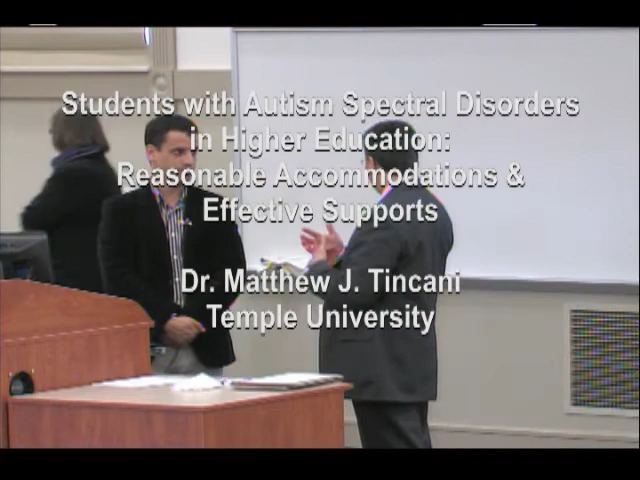 Students with Autism Spectral Disorders
in Higher Education:
Reasonable Accommodations &
Effective Supports
Dr. Matthew J. Tincani
Temple University